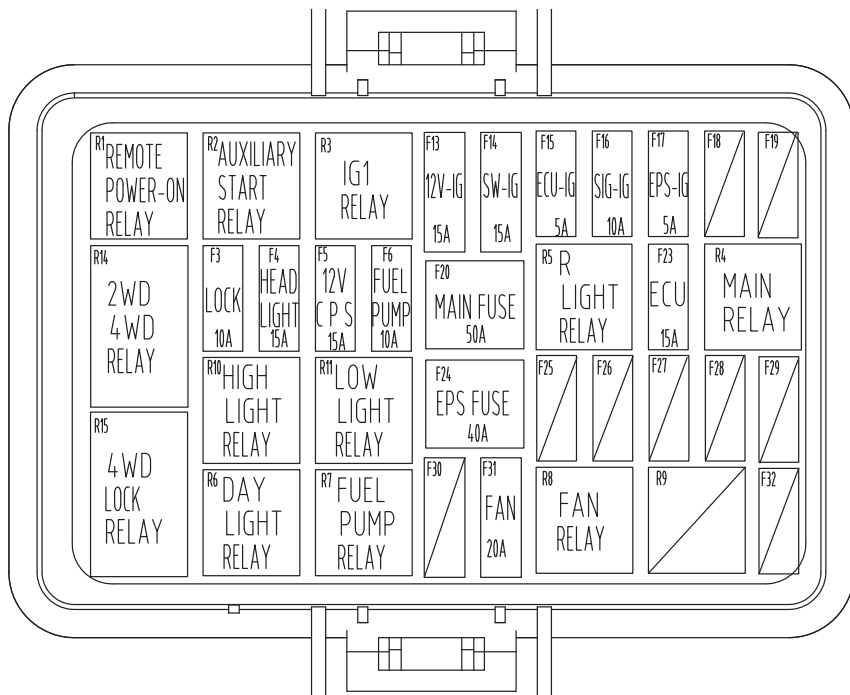 R1
REMOTE
POWER-ON
RELAY
R2
AUXILIARY
START
RELAY
R3
IG1
RELAY
F13
12V-IG
15A
F14
SW-IG
15A
F15
ECU-IG
5A
F16
SIG-IG
10A
F17
EPS-IG
5A
F18
F19
R14
2WD
4WD
RELAY
F3
LOCK
10A
F4
HEAD
LIGHT
15A
F5
12V
CPS
15A
F6
FUEL
PUMP
10A
F20
MAIN FUSE
50A
R5
R
LIGHT
RELAY
F23
ECU
15A
R4
MAIN
RELAY
R10
HIGH
LIGHT
RELAY
R11
LOW
LIGHT
RELAY
F24
EPS FUSE
40A
F25
F26
F27
F28
F29
R15
4WD
LOCK
RELAY
R6
DAY
LIGHT
RELAY
R7
FUEL
PUMP
RELAY
F30
F31
FAN
20A
R8
FAN
RELAY
R9
F32